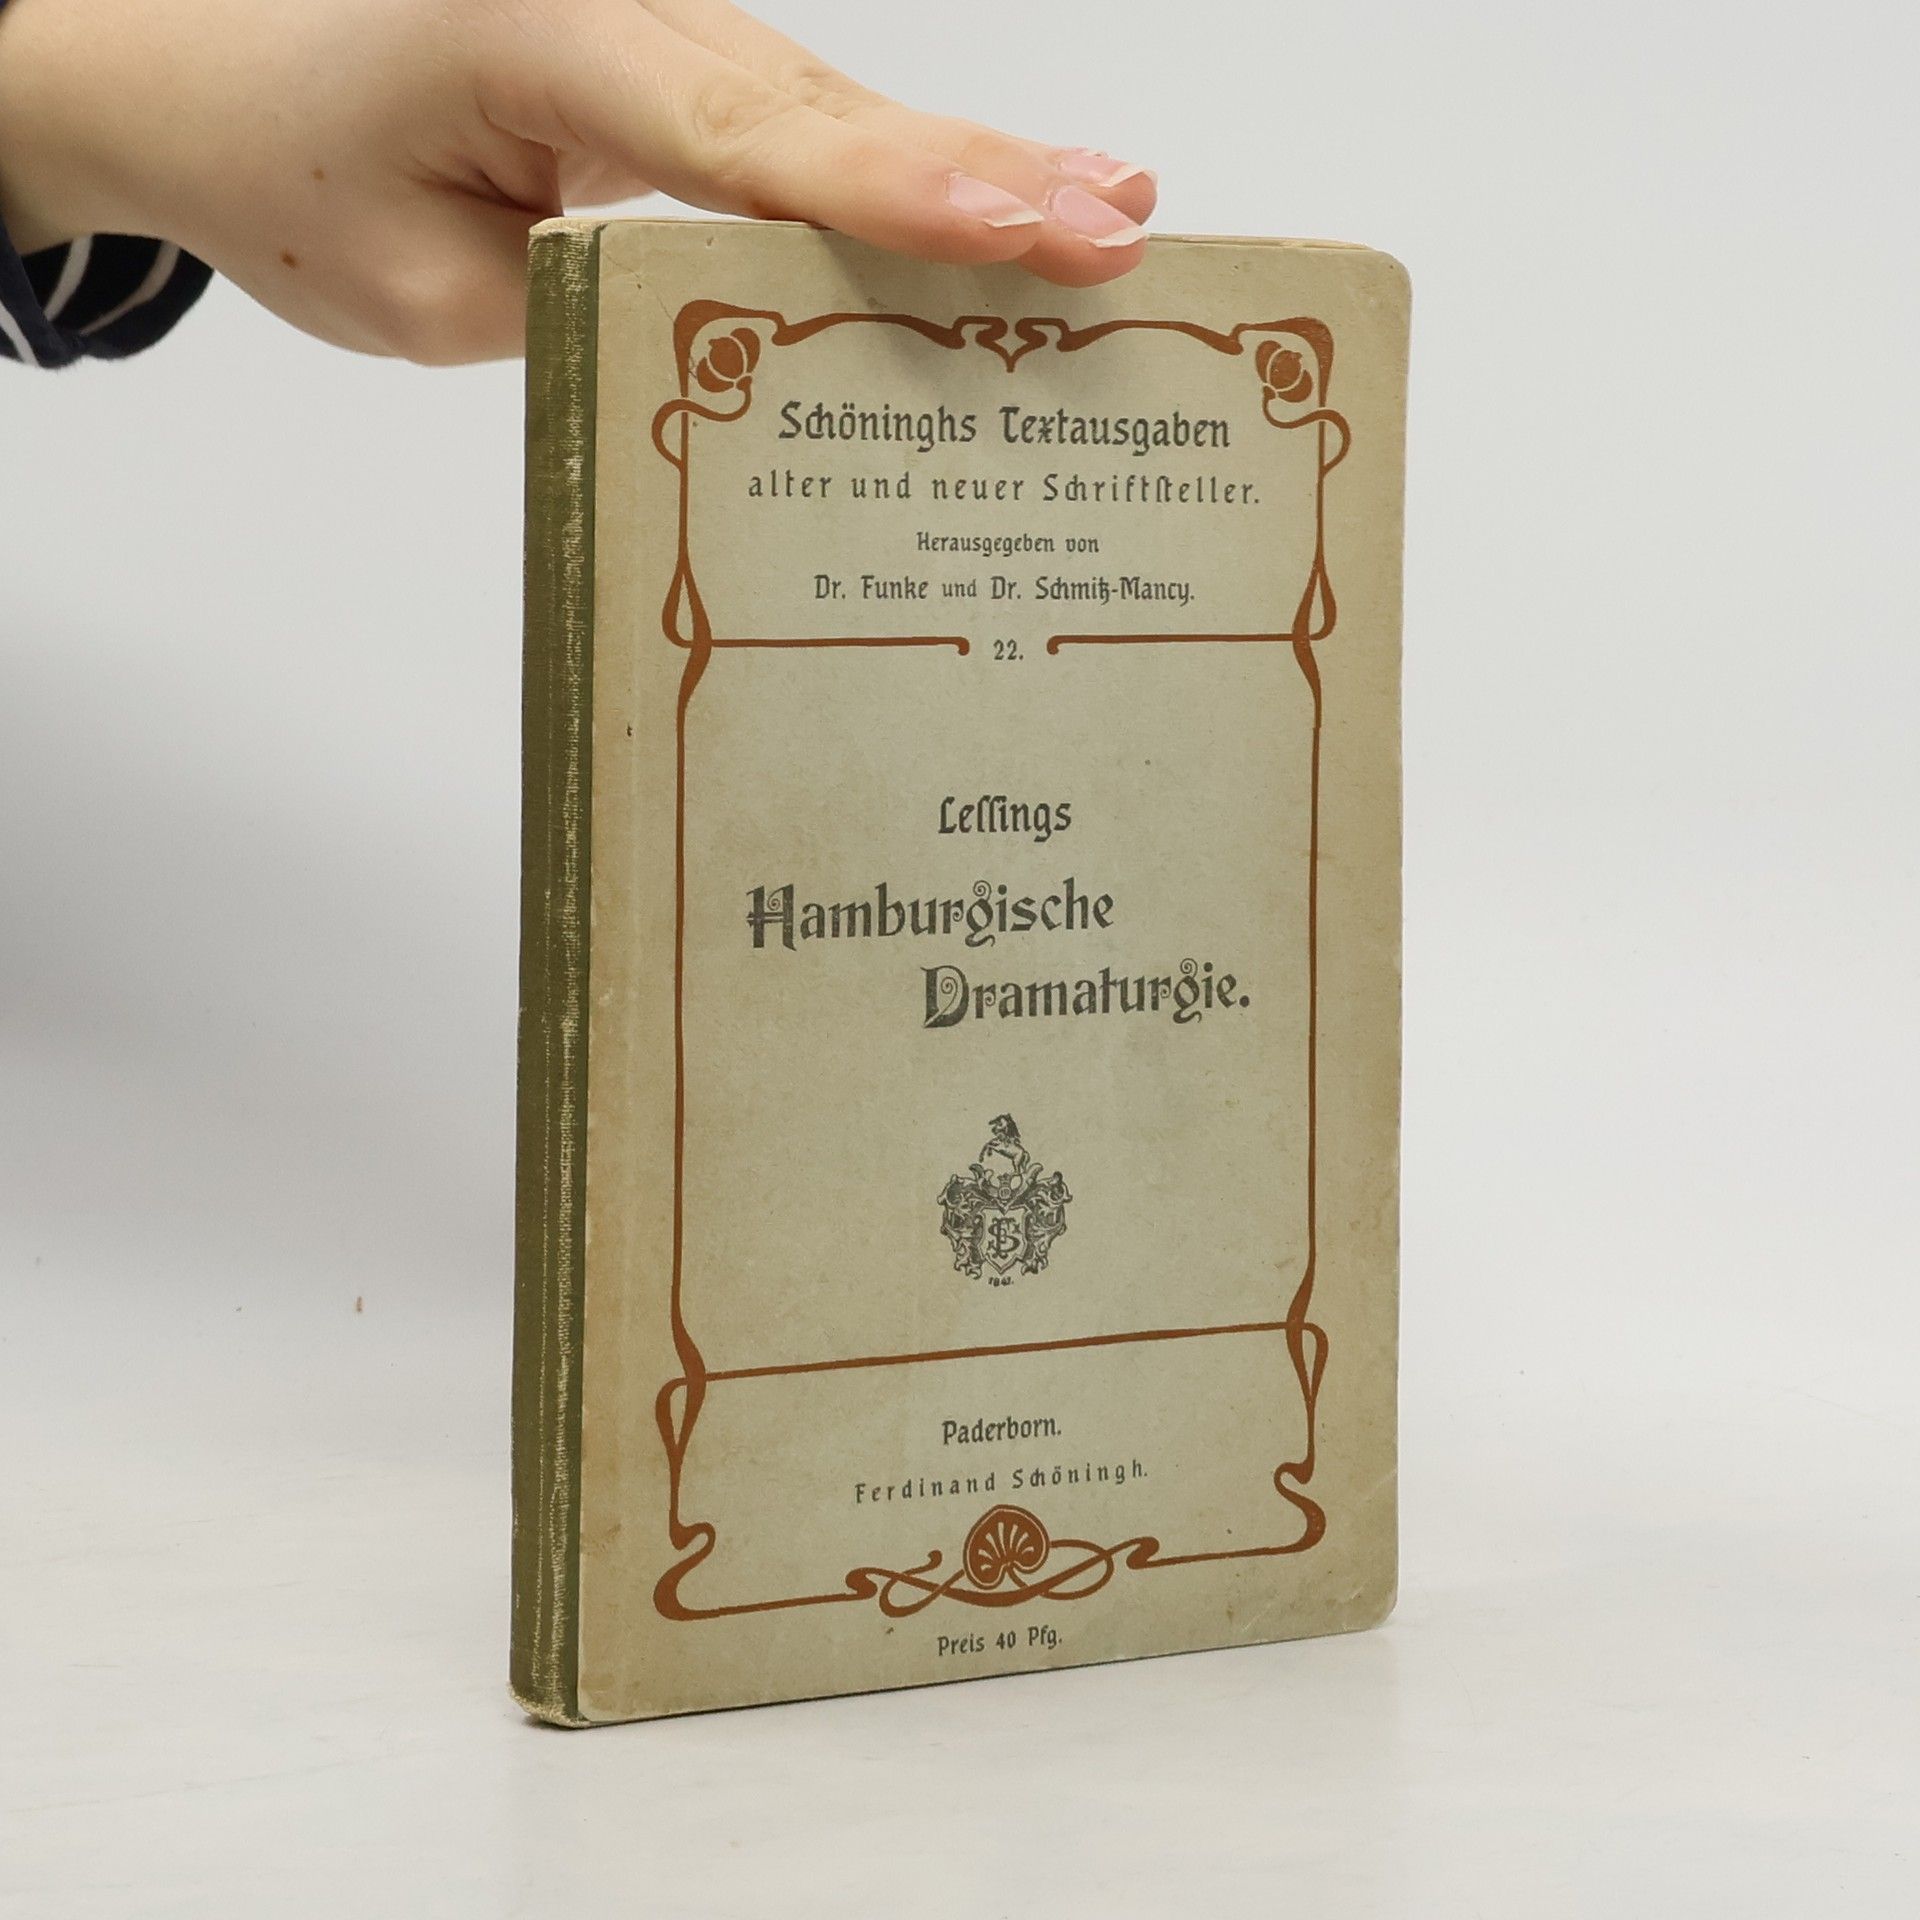 Schöninghs Textausgaben
alter und neuer Schriftſteller.
Herausgegeben von
Dr. Funke und Dr. Schmitz-Mancy.
22.
Leſſings
Hamburgische
Dramaturgie.
Paderborn.
Ferdinand Schöningh.
Preis 40 Pfg.